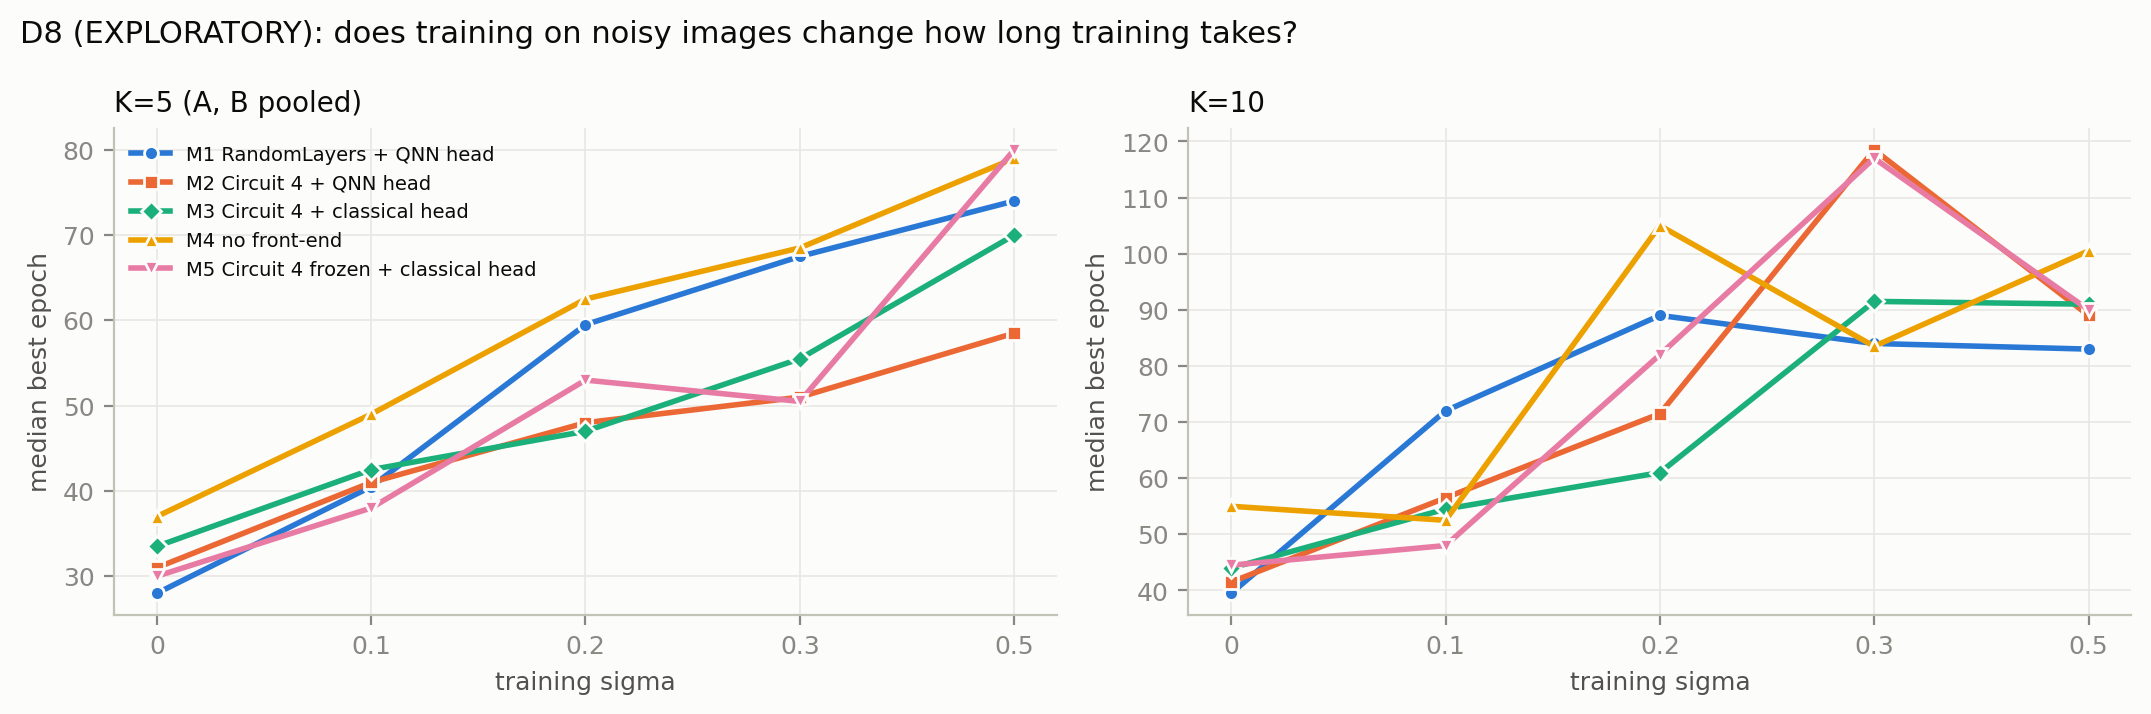 D8 (EXPLORATORY): does training on noisy images change how long training takes?
K=5 (A, B pooled)
80
70
60
50
40
30
median best epoch
M1 RandomLayers + QNN head
M2 Circuit 4 + QNN head
M3 Circuit 4 + classical head
M4 no front-end
M5 Circuit 4 frozen + classical head
0 0.1 0.2 0.3 0.5
training sigma
K=10
120
110
100
90
80
70
60
50
40
median best epoch
0 0.1 0.2 0.3 0.5
training sigma